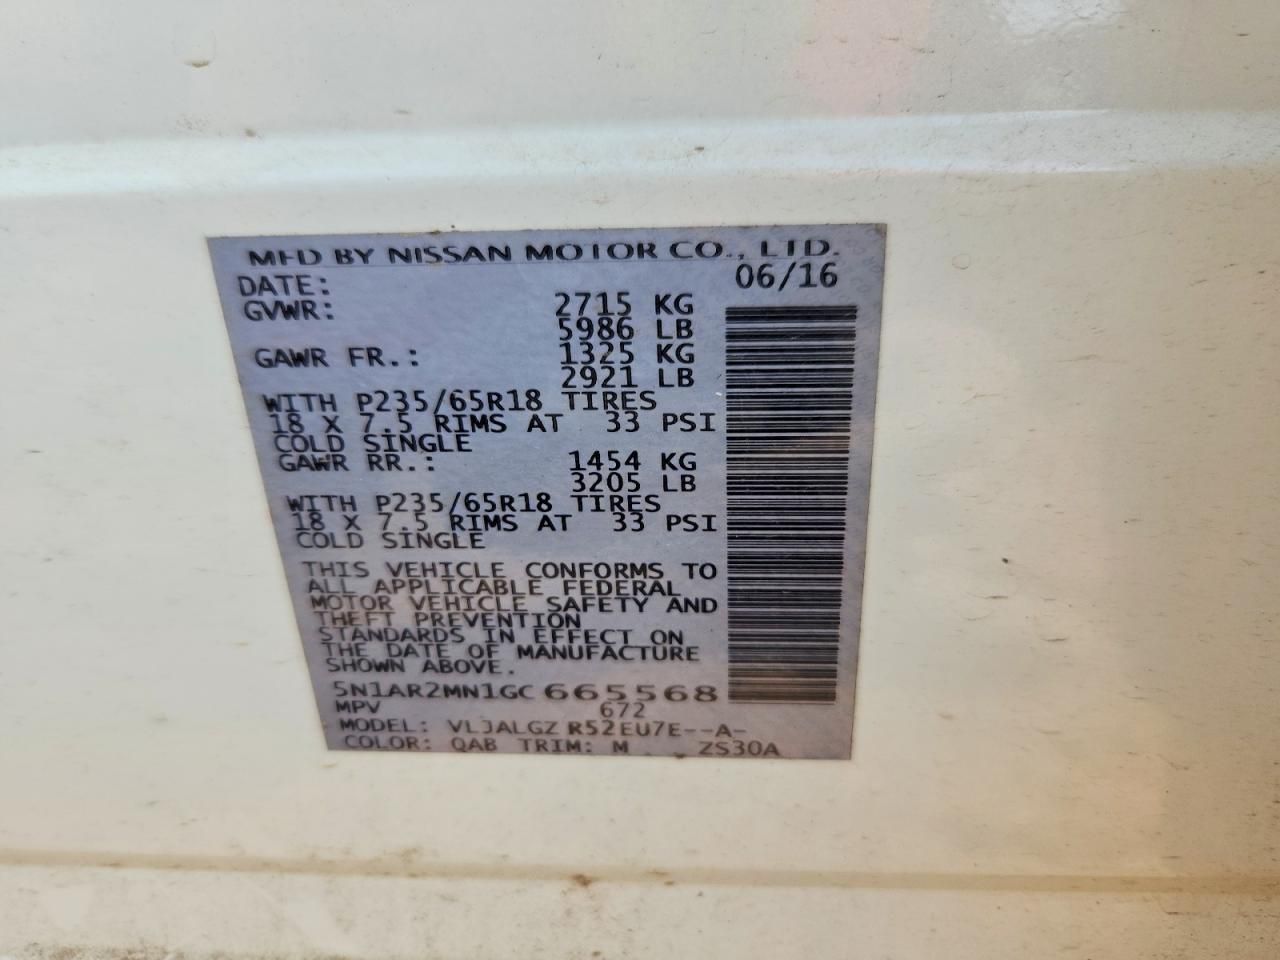 MFD BY NISSAN MOTOR CO., LTD.
DATE: 06/16
GVWR: 2715 KG
5986 LB
GAWR FR.: 1325 KG
2921 LB
WITH P235/65R18 TIRES
18 X 7.5 RIMS AT 33 PSI
COLD SINGLE
GAWR RR.: 1454 KG
3205 LB
WITH P235/65R18 TIRES
18 X 7.5 RIMS AT 33 PSI
COLD SINGLE
THIS VEHICLE CONFORMS TO
ALL APPLICABLE FEDERAL
MOTOR VEHICLE SAFETY AND
THEFT PREVENTION
STANDARDS IN EFFECT ON
THE DATE OF MANUFACTURE
SHOWN ABOVE.
5N1AR2MN1GC 665568
MPV 672
MODEL: VLJALGZ R52EU7E--A-
COLOR: QAB TRIM: M ZS30A